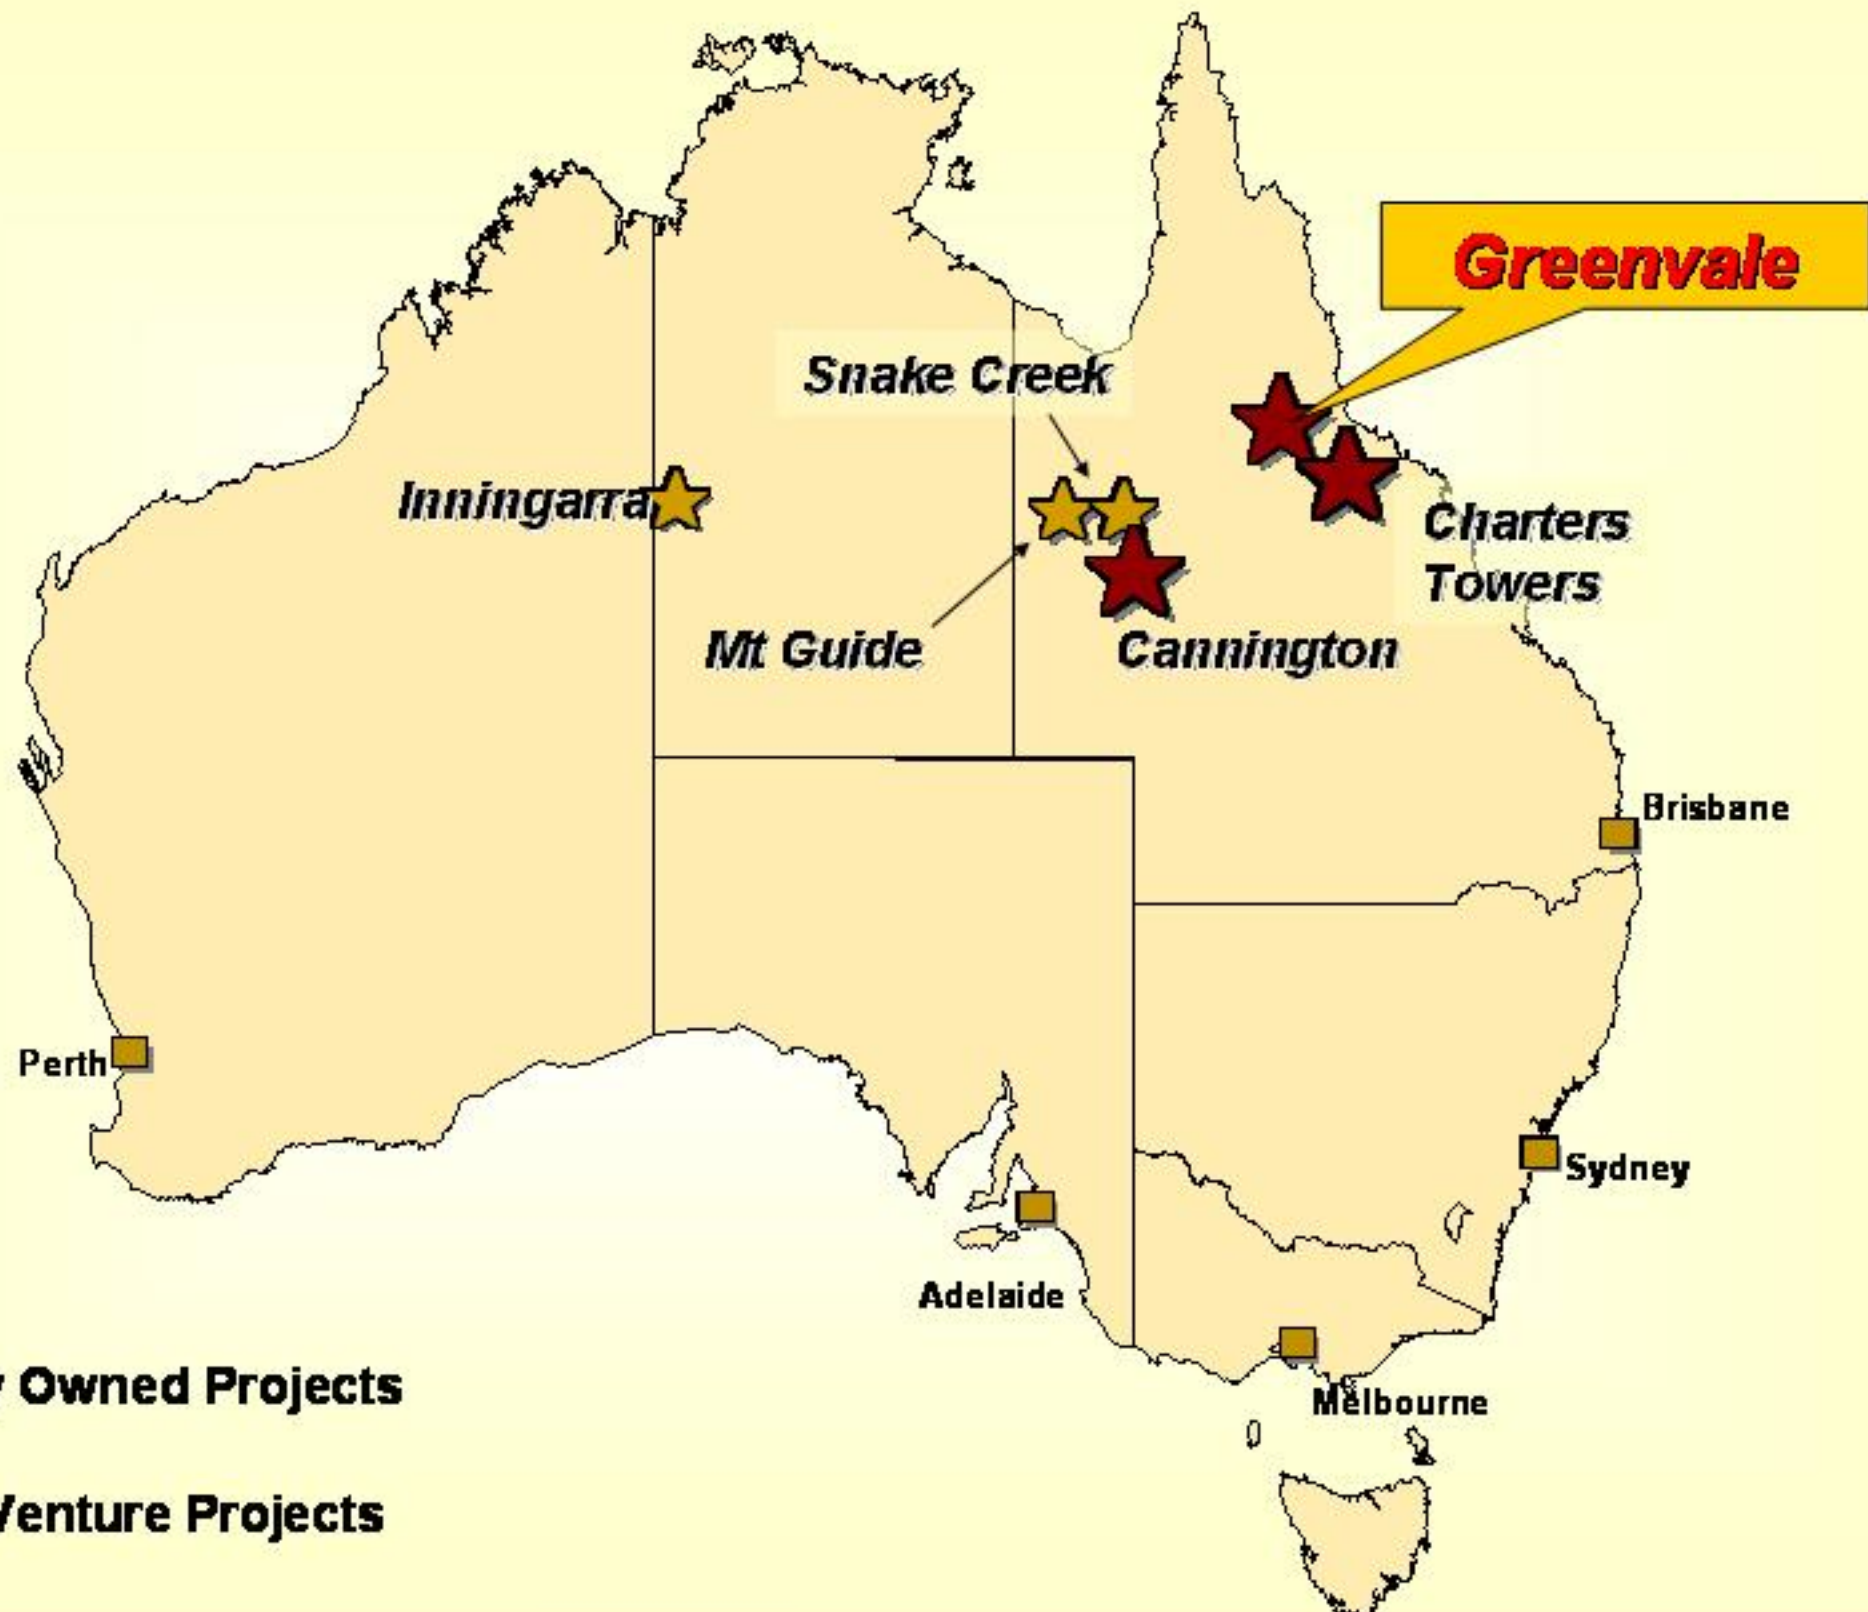 Greenvale
Snake Creek
Inningarra
Charters
Towers
Mt Guide
Cannington
Brisbane
Perth
Sydney
Adelaide
Owned Projects
Melbourne
Venture Projects